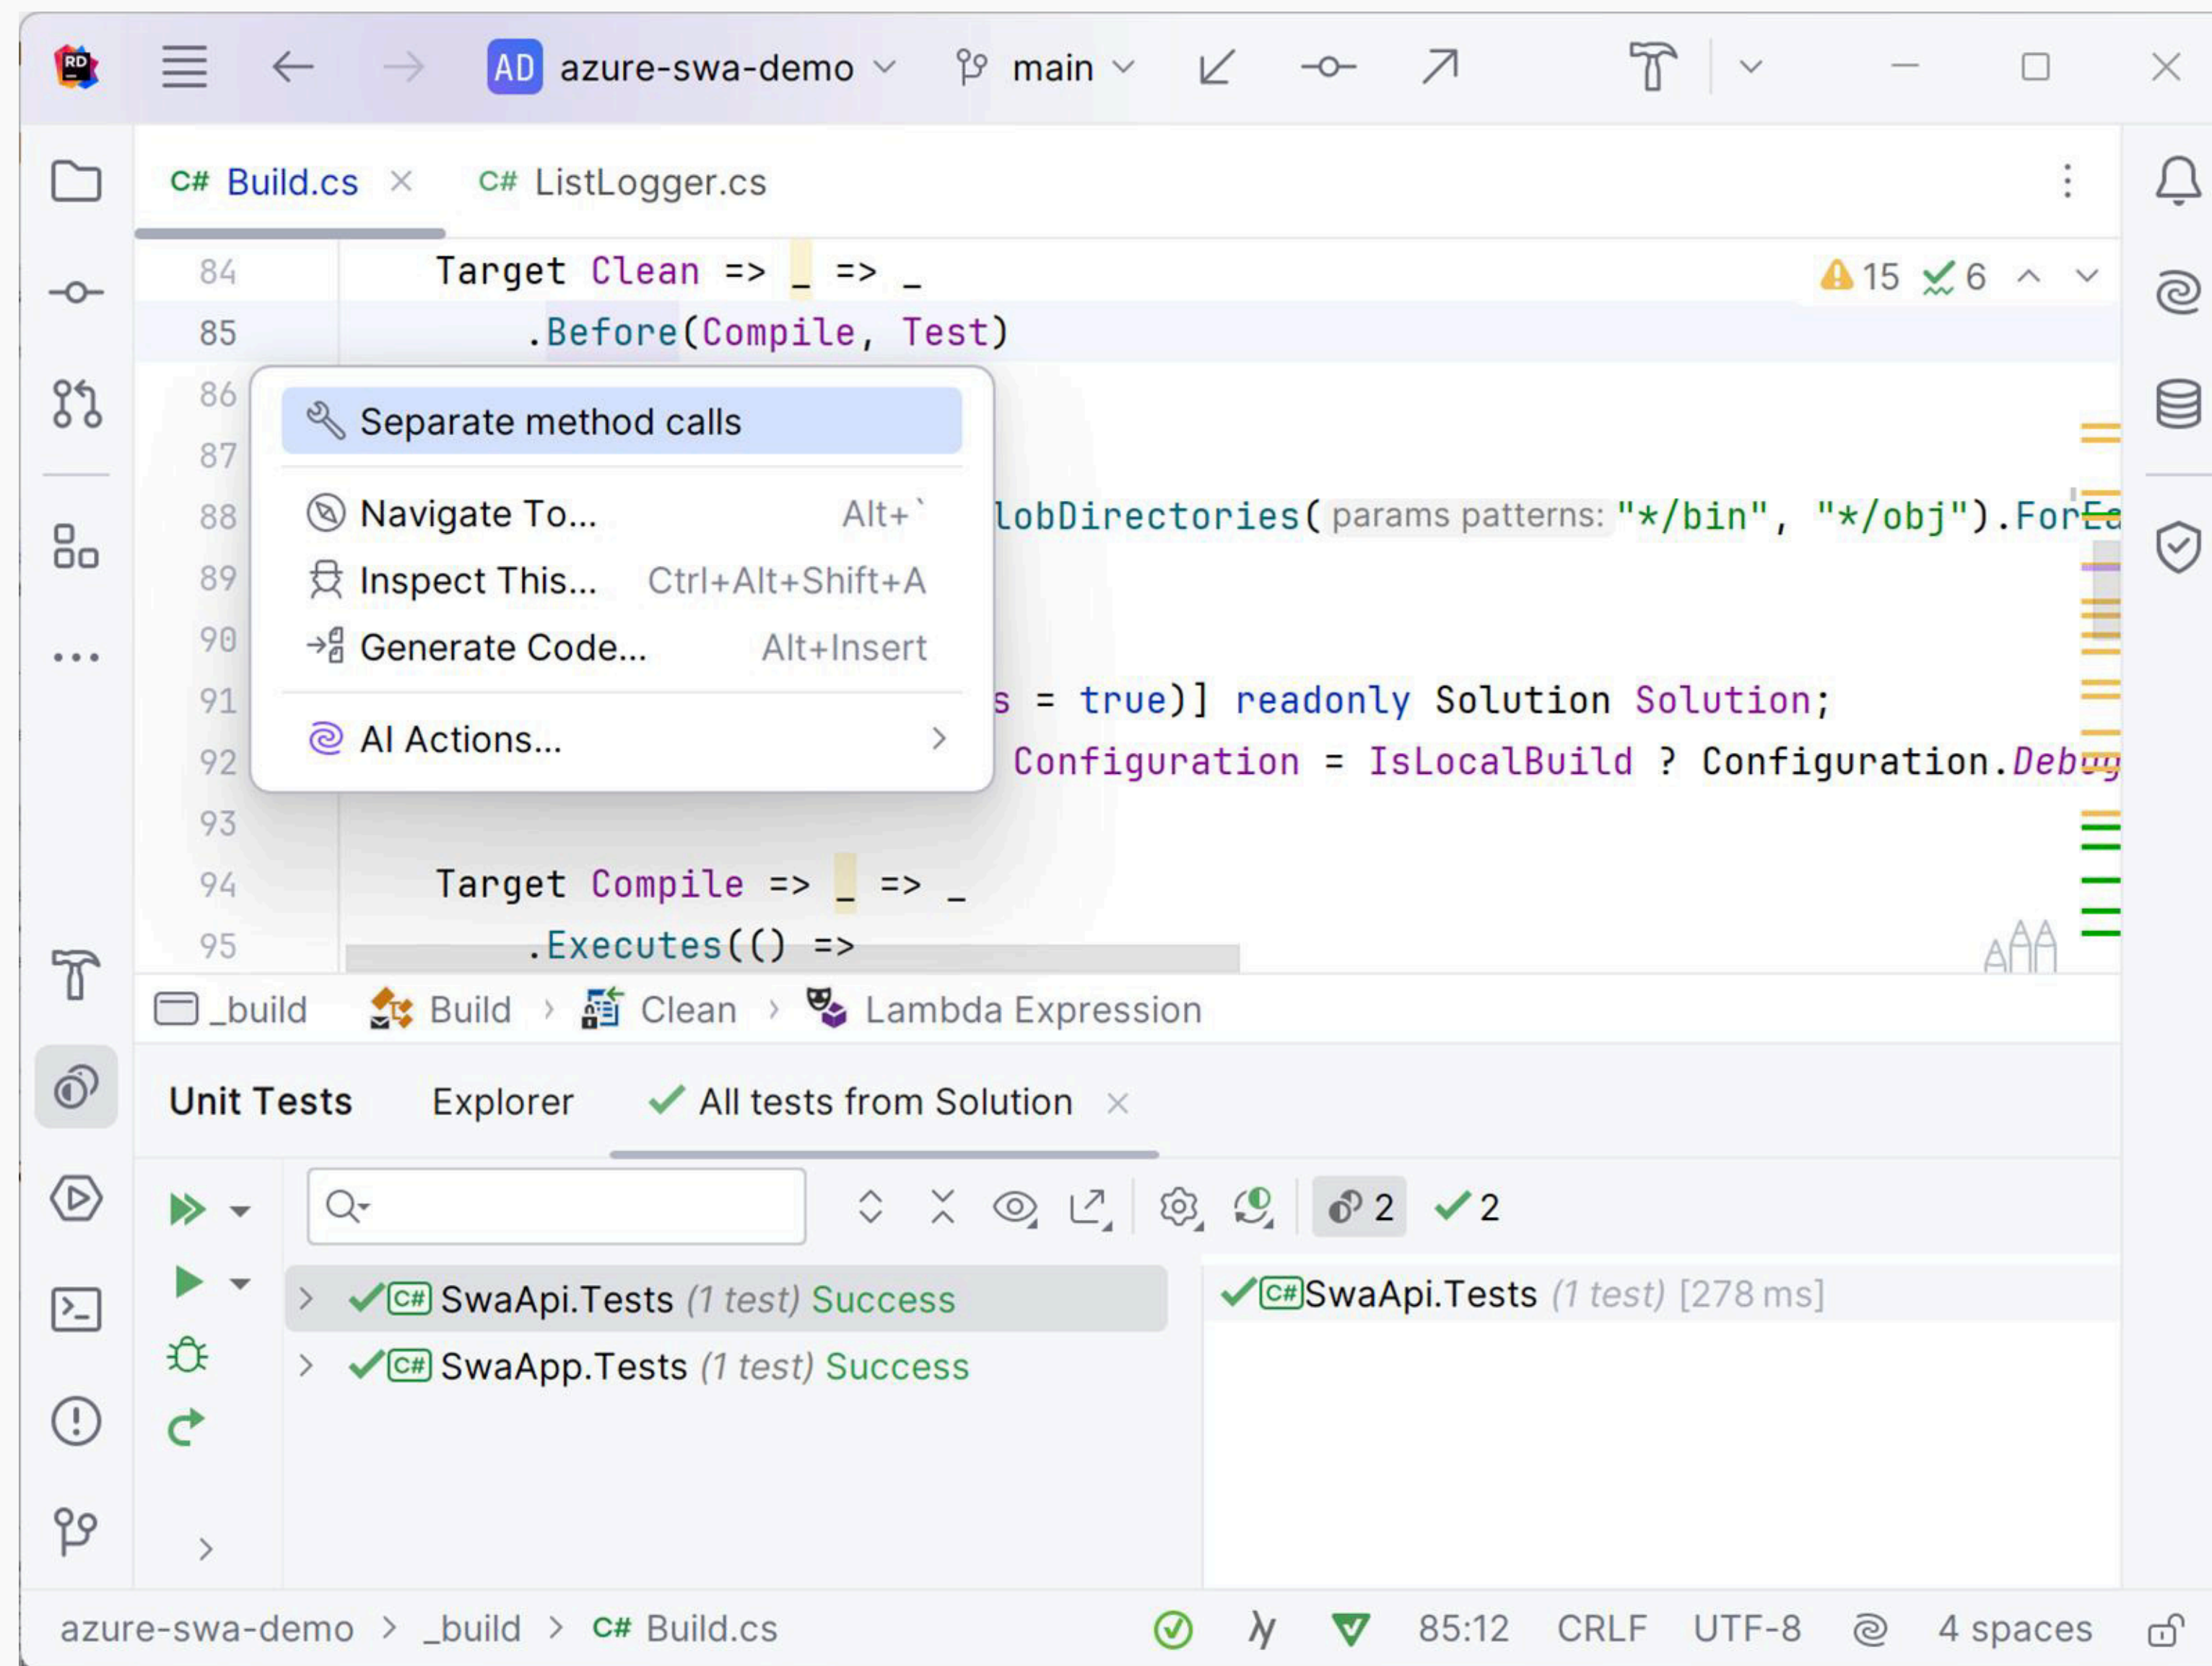 RD AD azure-swa-demo main
C# Build.cs C# ListLogger.cs
84 Target Clean => _ => _ 15 6
85 .Before(Compile, Test)
86
Separate method calls
87
88 Navigate To... Alt+` lobDirectories( params patterns: "*/bin", "*/obj").ForEa
89 Inspect This... Ctrl+Alt+Shift+A
90 Generate Code... Alt+Insert
91 s = true)] readonly Solution Solution;
AI Actions...
92 Configuration = IsLocalBuild ? Configuration.Debug
93
94 Target Compile => _ => _
95 .Executes(() =>
_build Build > Clean > Lambda Expression
Unit Tests Explorer All tests from Solution
2 2
C# SwaApi.Tests (1 test) Success
C# SwaApi.Tests (1 test) [278 ms]
C# SwaApp.Tests (1 test) Success
azure-swa-demo > _build > C# Build.cs 85:12 CRLF UTF-8 4 spaces